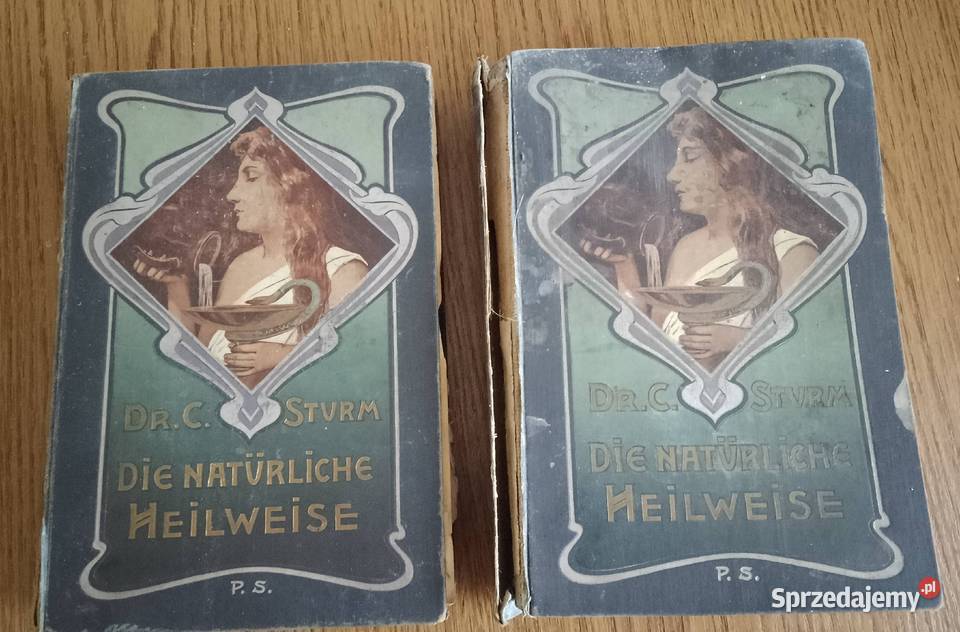 DR. C. STURM
DIE NATÜRLICHE
HEILWEISE
P. S.
DR. C. STURM
DIE NATÜRLICHE
HEILWEISE
P. S.
Sprzedajemy.pl